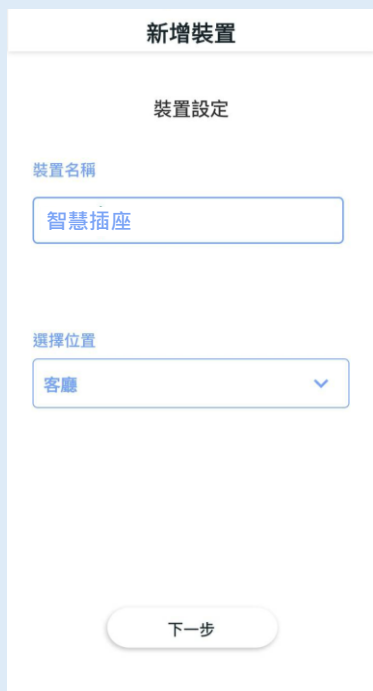 新增裝置
裝置設定
裝置名稱
智慧插座
選擇位置
客廳
下一步